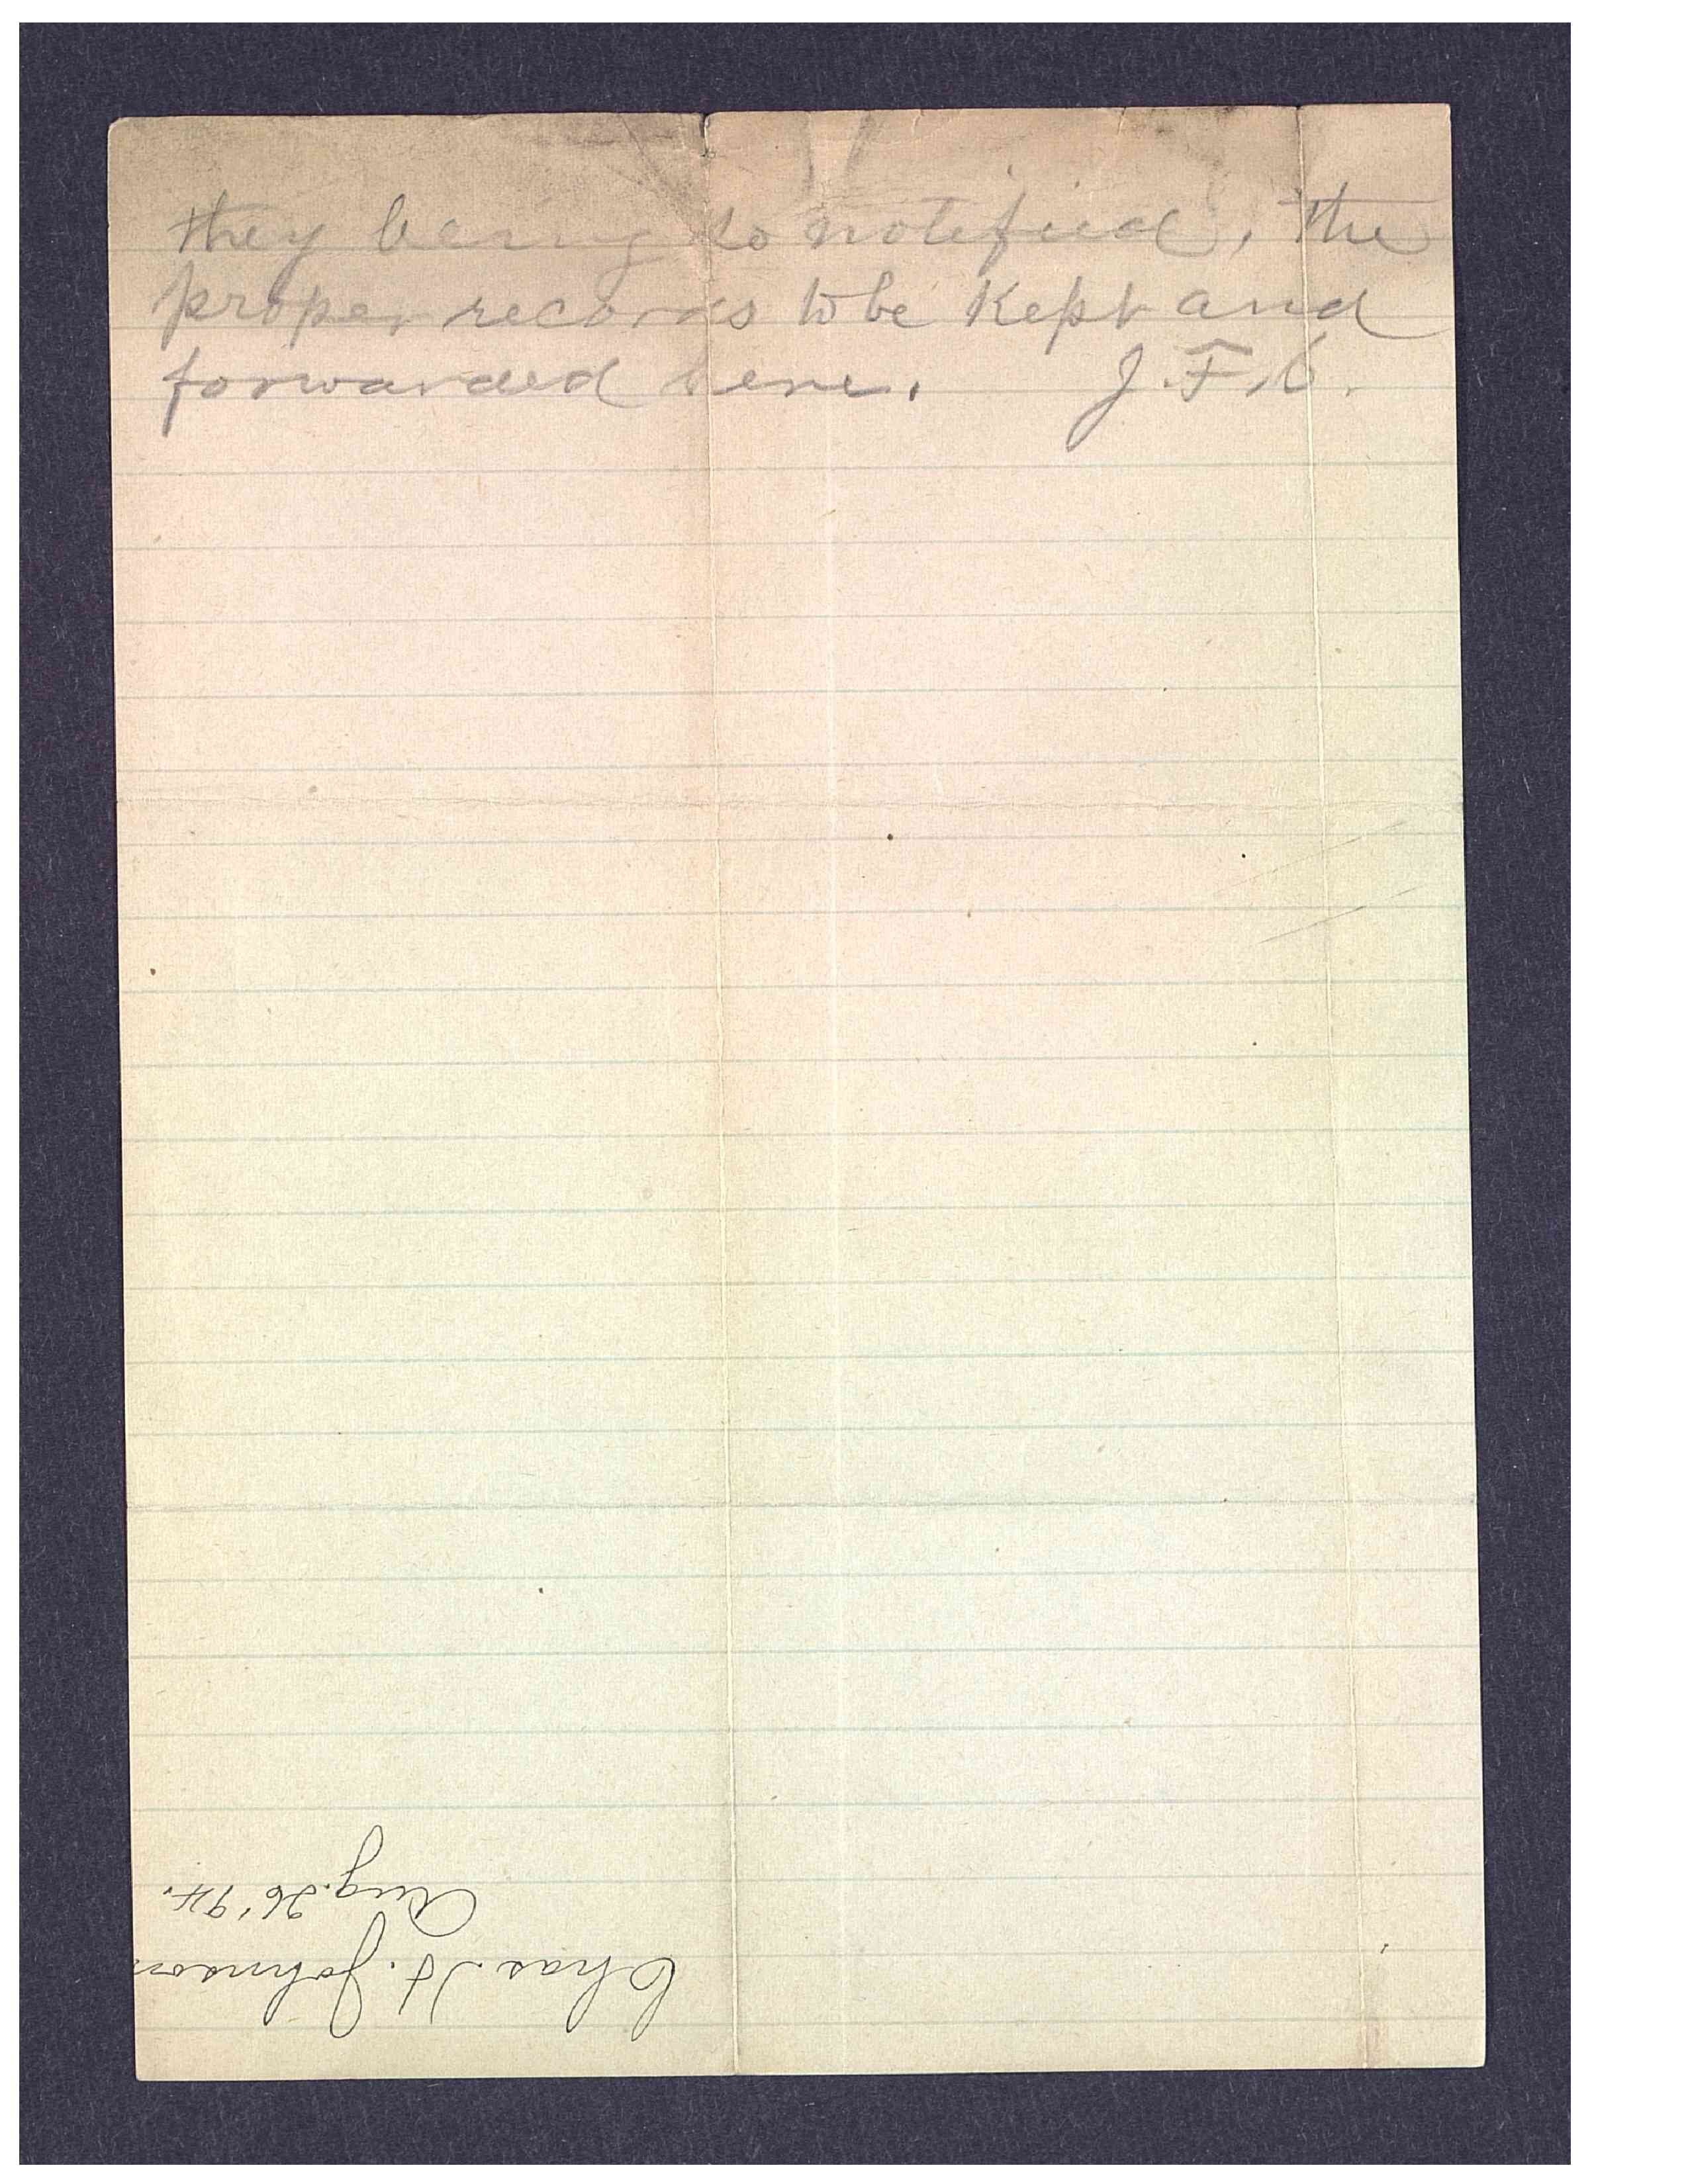 they being so notified, the
proper records to be Kept and
forwarded here. J. F. C.
Chas. H. Johnson
Aug. 26 '94.